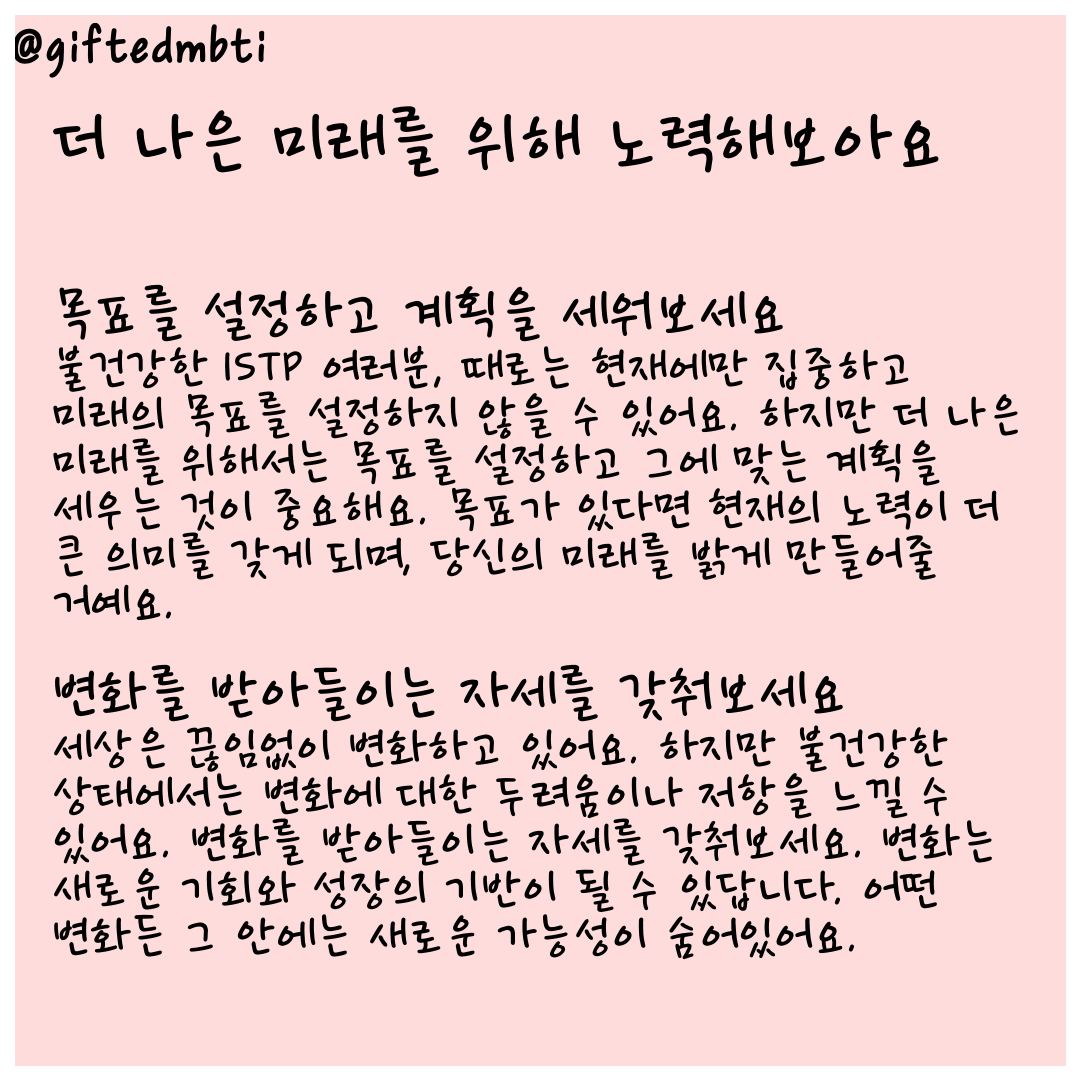 @giftedmbti
더 나은 미래를 위해 노력해보아요
목표를 설정하고 계획을 세워보세요
불건강한 ISTP 여러분, 때로는 현재에만 집중하고
미래의 목표를 설정하지 않을 수 있어요. 하지만 더 나은
미래를 위해서는 목표를 설정하고 그에 맞는 계획을
세우는 것이 중요해요. 목표가 있다면 현재의 노력이 더
큰 의미를 갖게 되며, 당신의 미래를 밝게 만들어줄
거예요.
변화를 받아들이는 자세를 갖춰보세요
세상은 끊임없이 변화하고 있어요. 하지만 불건강한
상태에서는 변화에 대한 두려움이나 저항을 느낄 수
있어요. 변화를 받아들이는 자세를 갖춰보세요. 변화는
새로운 기회와 성장의 기반이 될 수 있답니다. 어떤
변화든 그 안에는 새로운 가능성이 숨어있어요.